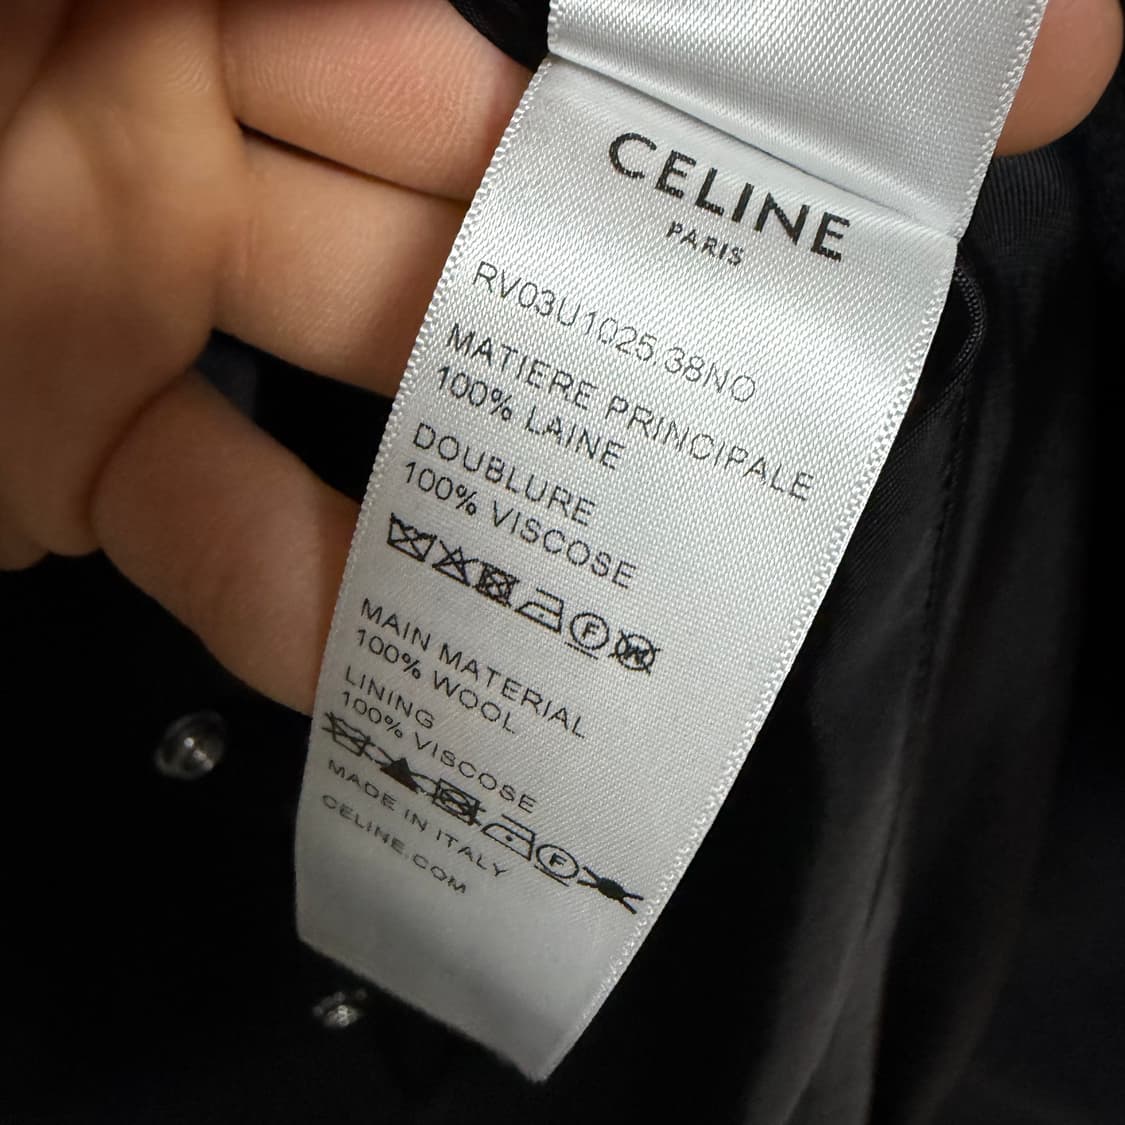 CELINE
PARIS
RV03U1025.38NO
MATIERE PRINCIPALE
100% LAINE
DOUBLURE
100% VISCOSE
F W
MAIN MATERIAL
100% WOOL
LINING
100% VISCOSE
F
MADE IN ITALY
CELINE.COM